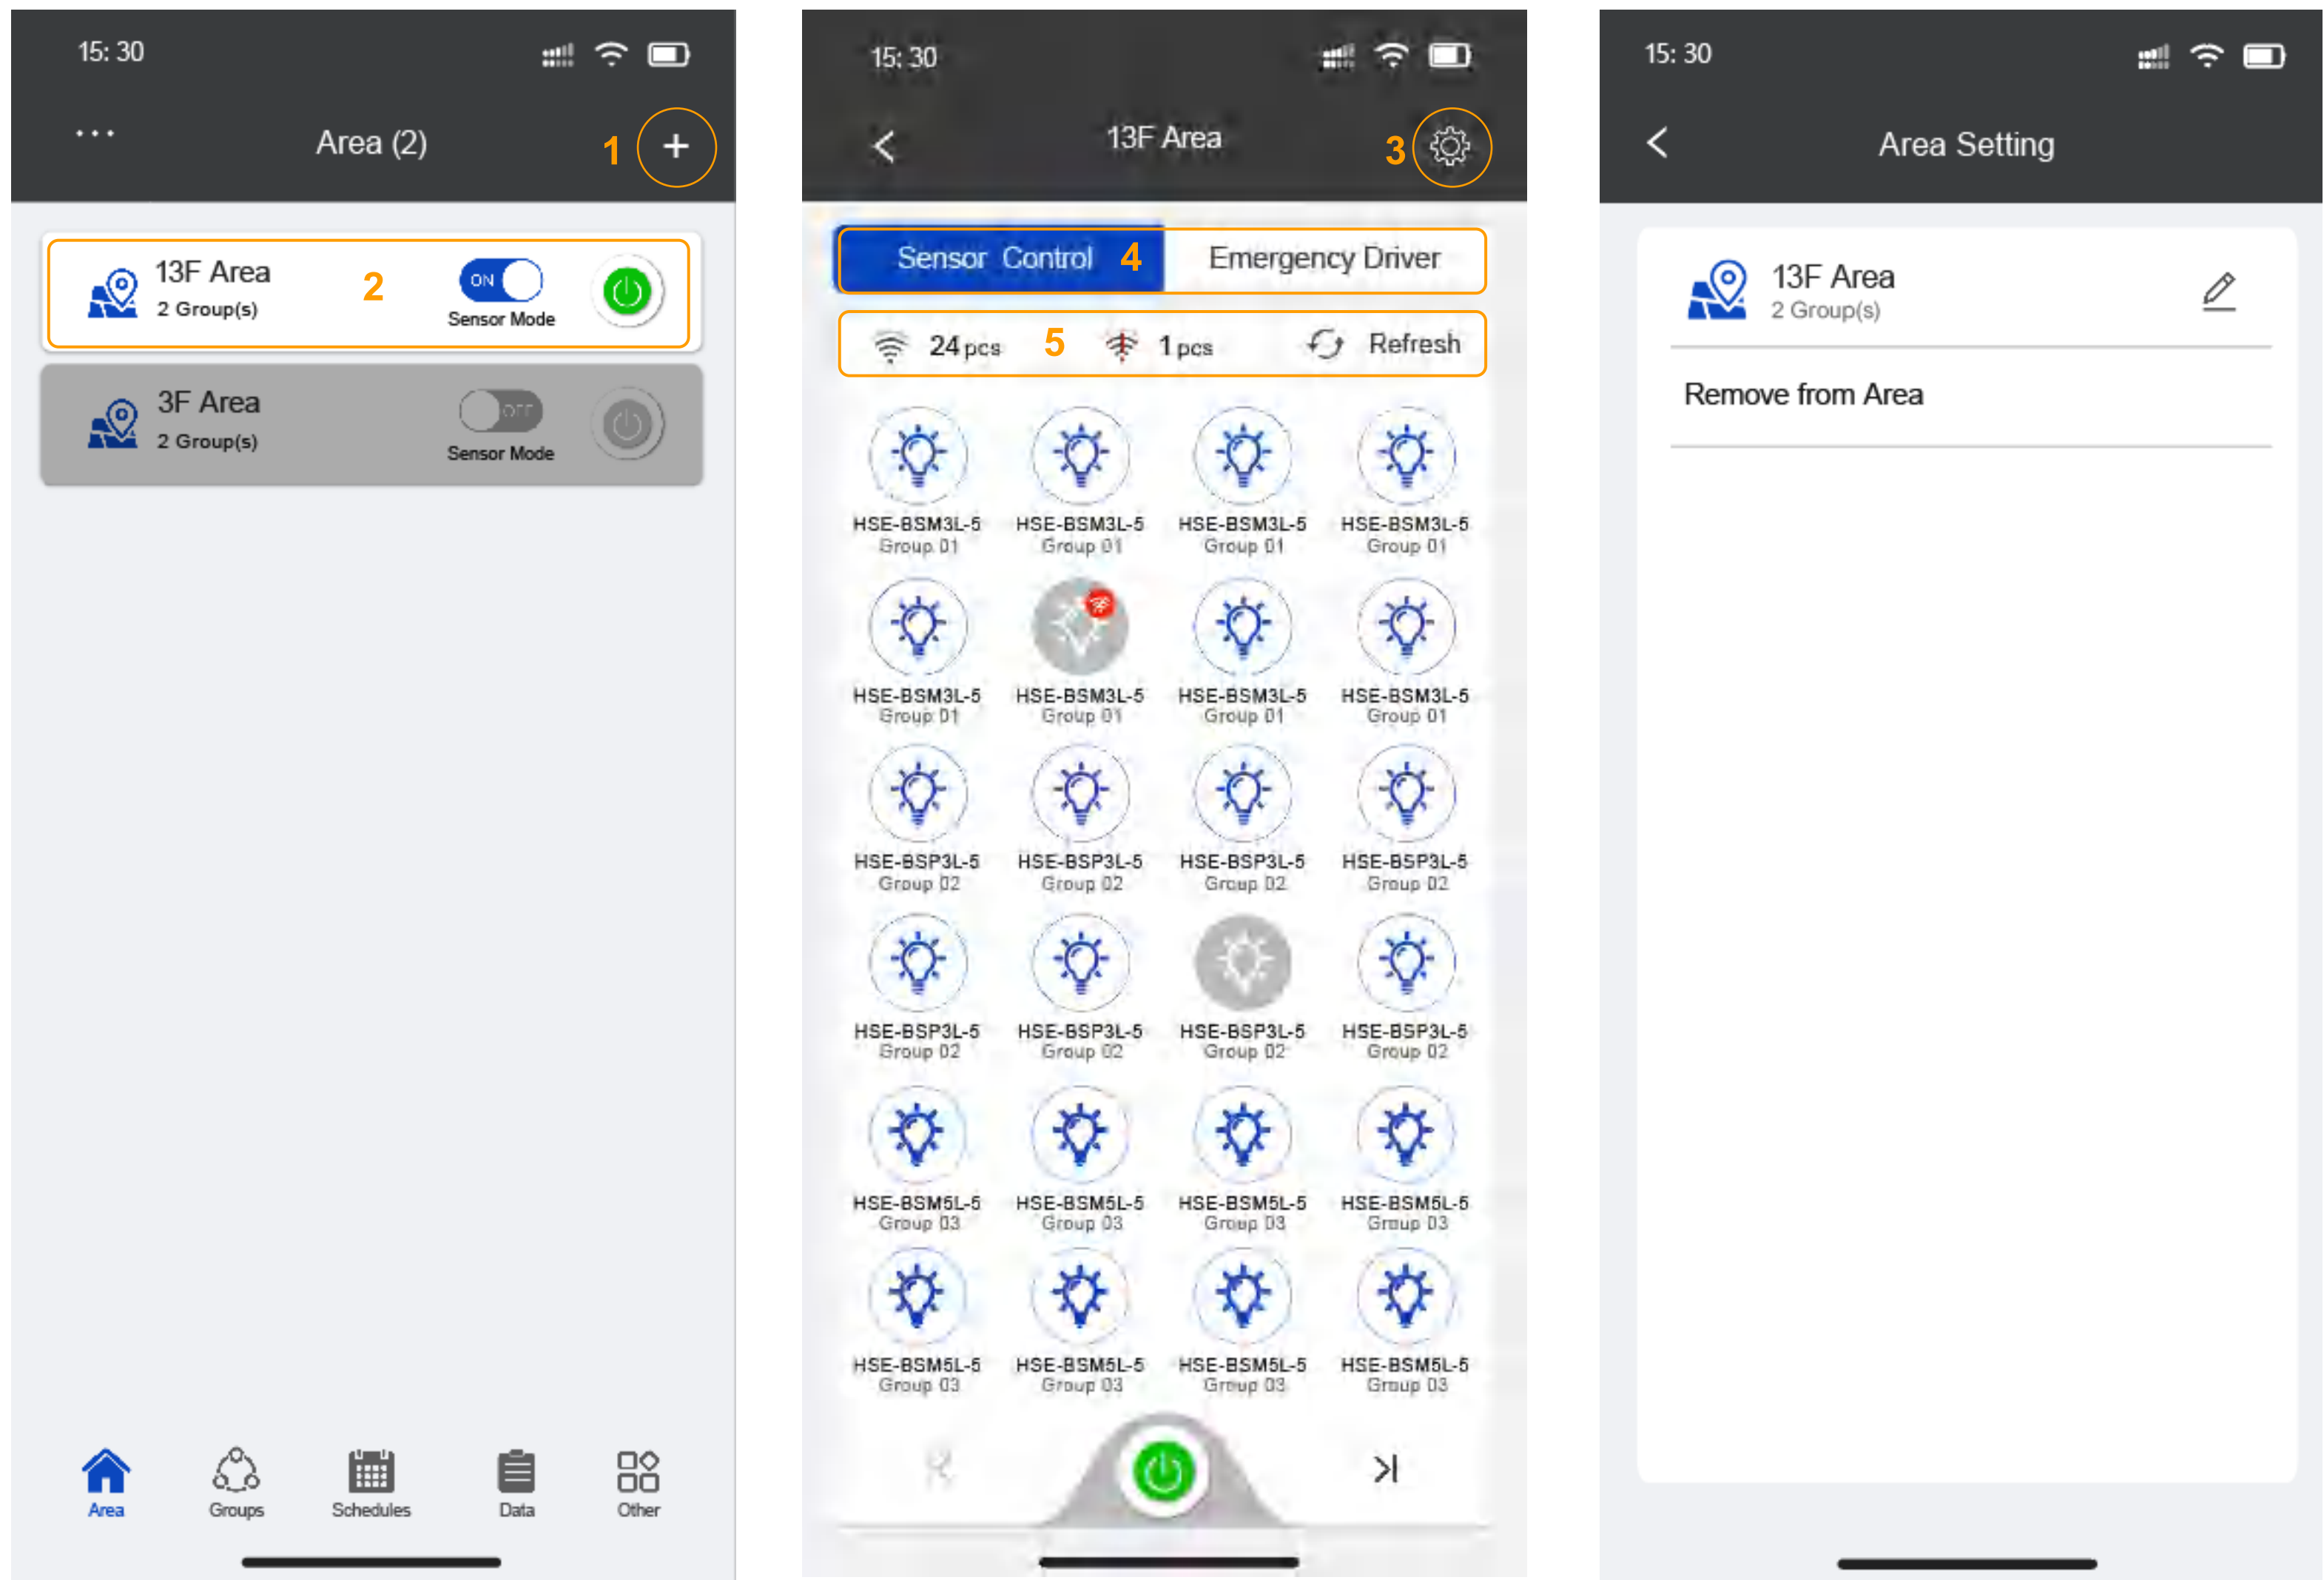 15: 30
... Area (2) 1 +
13F Area
2 Group(s)
2
ON
Sensor Mode
3F Area
2 Group(s)
OFF
Sensor Mode
Area Groups Schedules Data Other
15: 30
13F Area 3
Sensor Control 4 Emergency Driver
24 pcs 5 1 pcs Refresh
HSE-BSM3L-5 HSE-BSM3L-5 HSE-BSM3L-5 HSE-BSM3L-5
Group 01 Group 01 Group 01 Group 01
HSE-BSM3L-5 HSE-BSM3L-5 HSE-BSM3L-5 HSE-BSM3L-5
Group 01 Group 01 Group 01 Group 01
HSE-BSP3L-5 HSE-BSP3L-5 HSE-BSP3L-5 HSE-BSP3L-5
Group 02 Group 02 Group 02 Group 02
HSE-BSP3L-5 HSE-BSP3L-5 HSE-BSP3L-5 HSE-BSP3L-5
Group 02 Group 02 Group 02 Group 02
HSE-BSM5L-5 HSE-BSM5L-5 HSE-BSM5L-5 HSE-BSM5L-5
Group 03 Group 03 Group 03 Group 03
HSE-BSM5L-5 HSE-BSM5L-5 HSE-BSM5L-5 HSE-BSM5L-5
Group 03 Group 03 Group 03 Group 03
15: 30
Area Setting
13F Area
2 Group(s)
Remove from Area